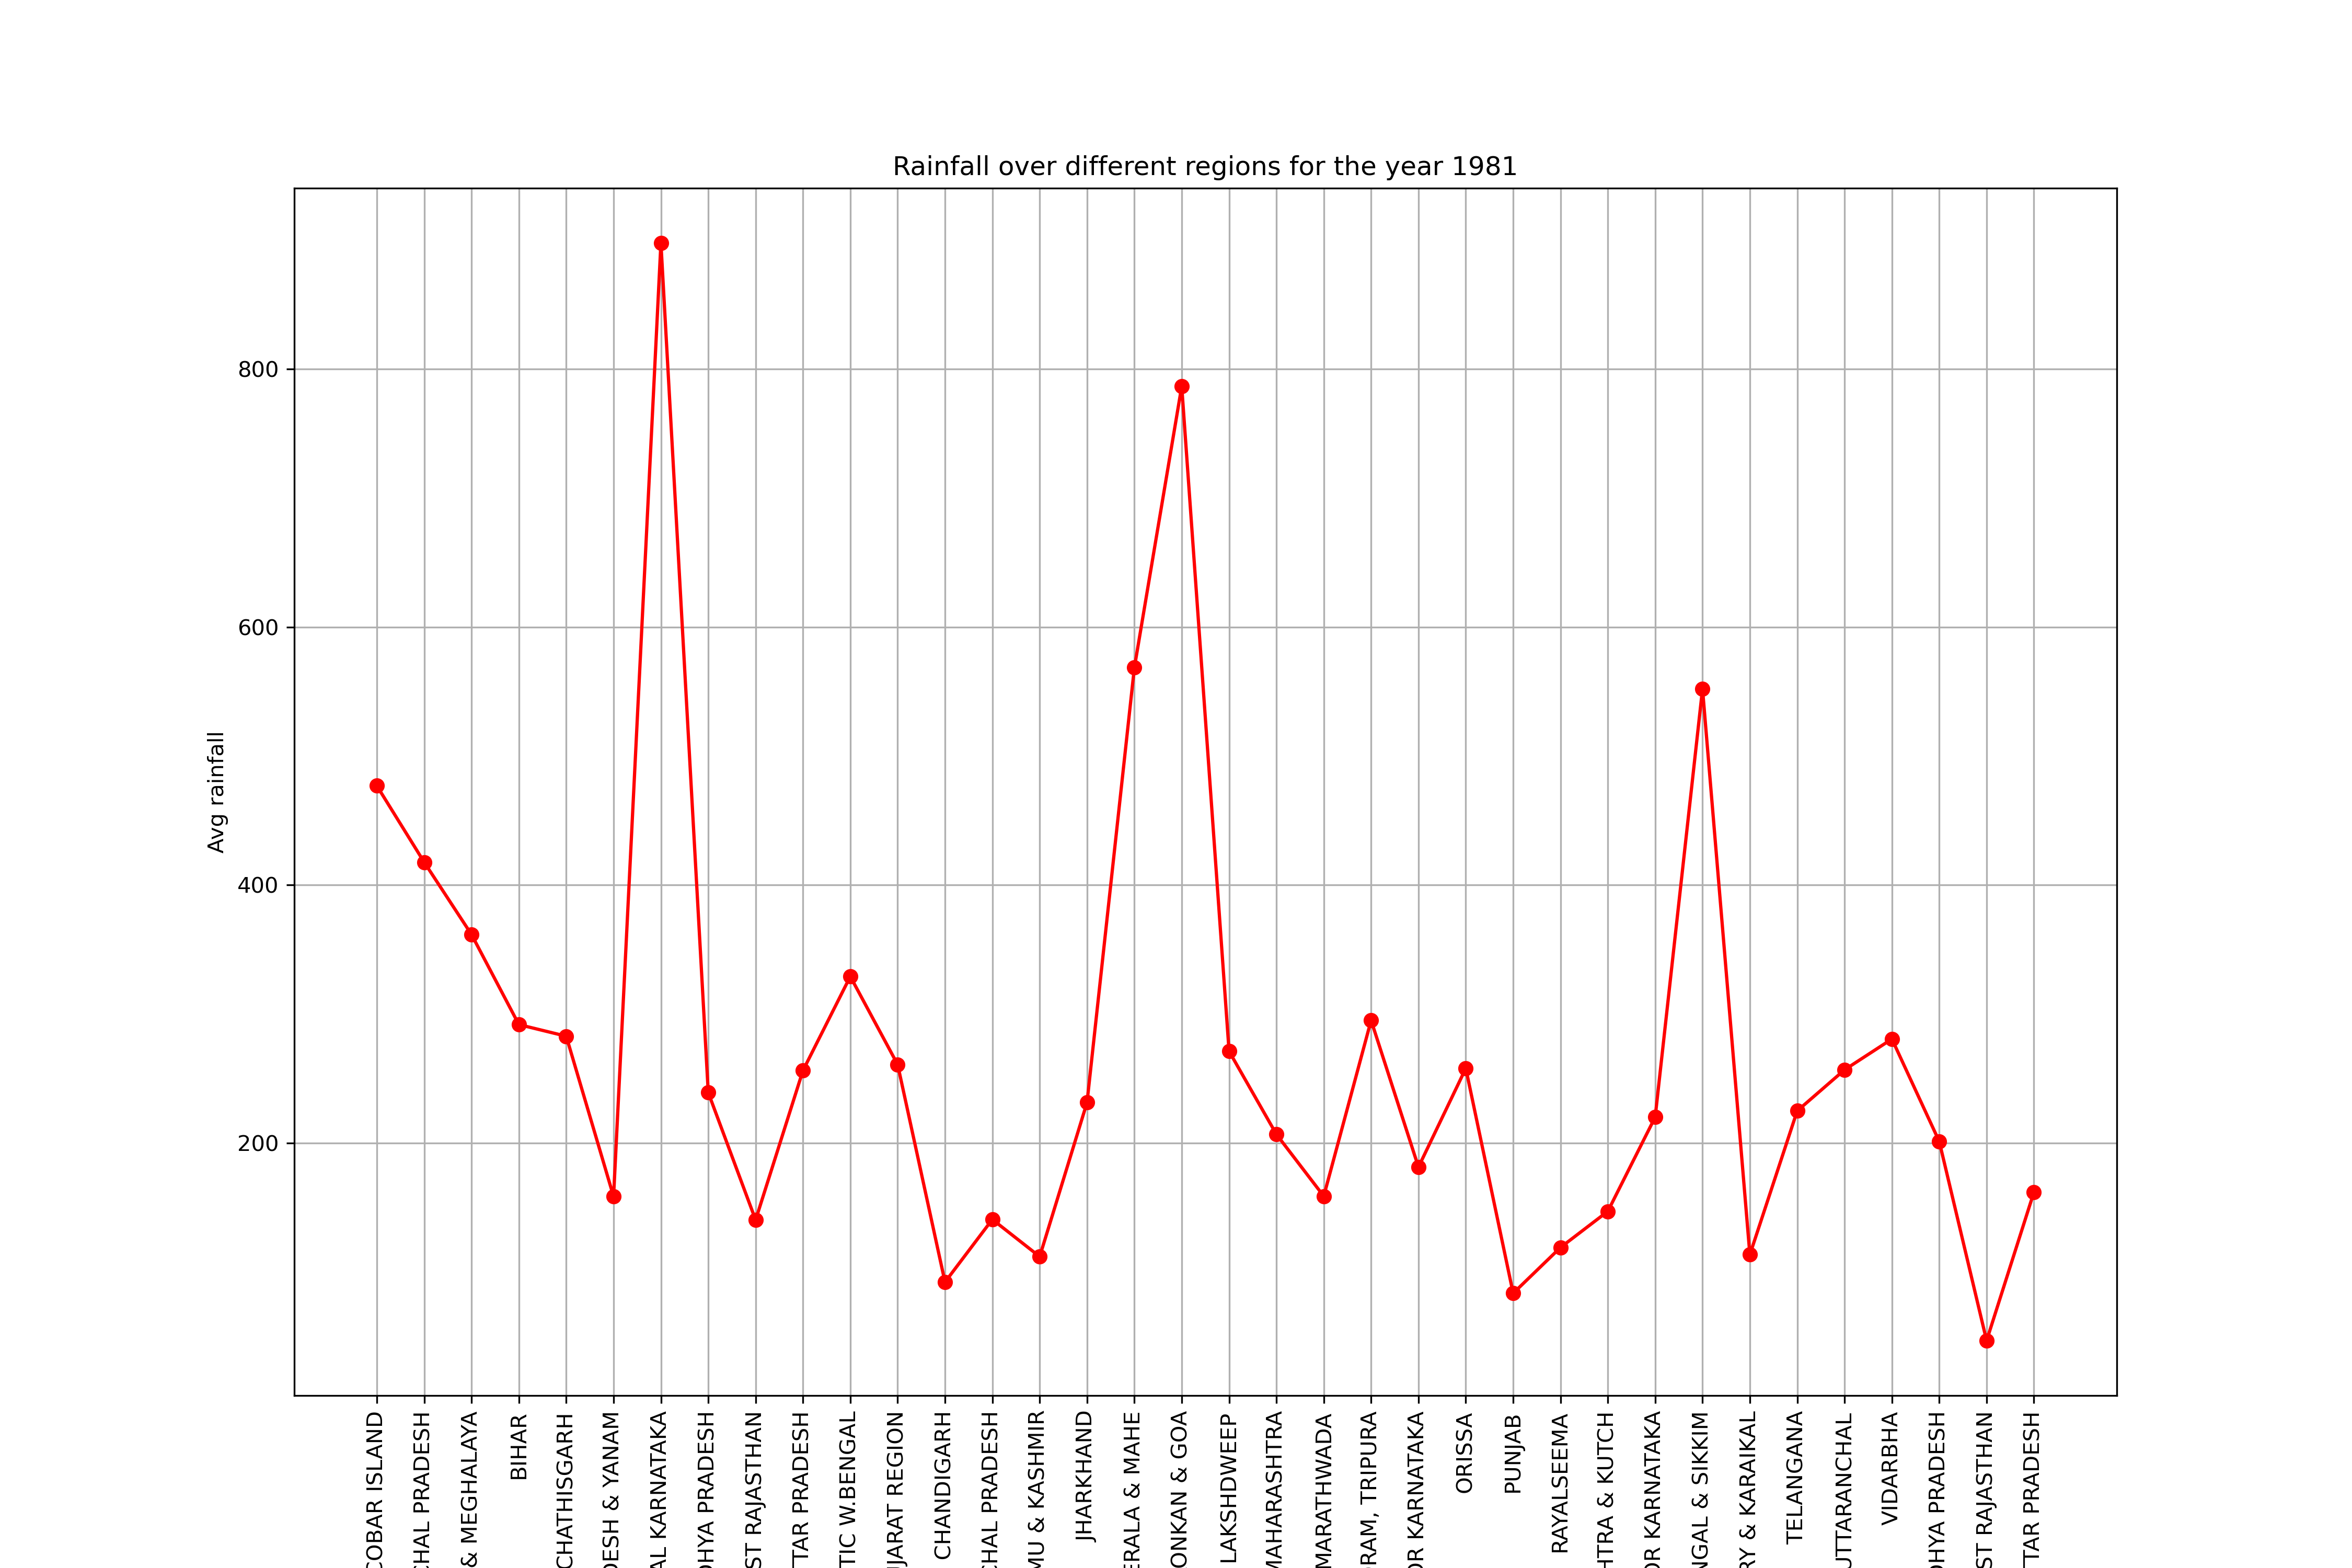 Rainfall over different regions for the year 1981
Avg rainfall
800
600
400
200
COBAR ISLAND
CHAL PRADESH
& MEGHALAYA
BIHAR
CHATHISGARH
DESH & YANAM
AL KARNATAKA
DHYA PRADESH
ST RAJASTHAN
TTAR PRADESH
TIC W.BENGAL
JARAT REGION
CHANDIGARH
CHAL PRADESH
MU & KASHMIR
JHARKHAND
ERALA & MAHE
ONKAN & GOA
LAKSHDWEEP
MAHARASHTRA
MARATHWADA
RAM, TRIPURA
OR KARNATAKA
ORISSA
PUNJAB
RAYALSEEMA
HTRA & KUTCH
OR KARNATAKA
NGAL & SIKKIM
RY & KARAIKAL
TELANGANA
UTTARANCHAL
VIDARBHA
DHYA PRADESH
ST RAJASTHAN
TTAR PRADESH